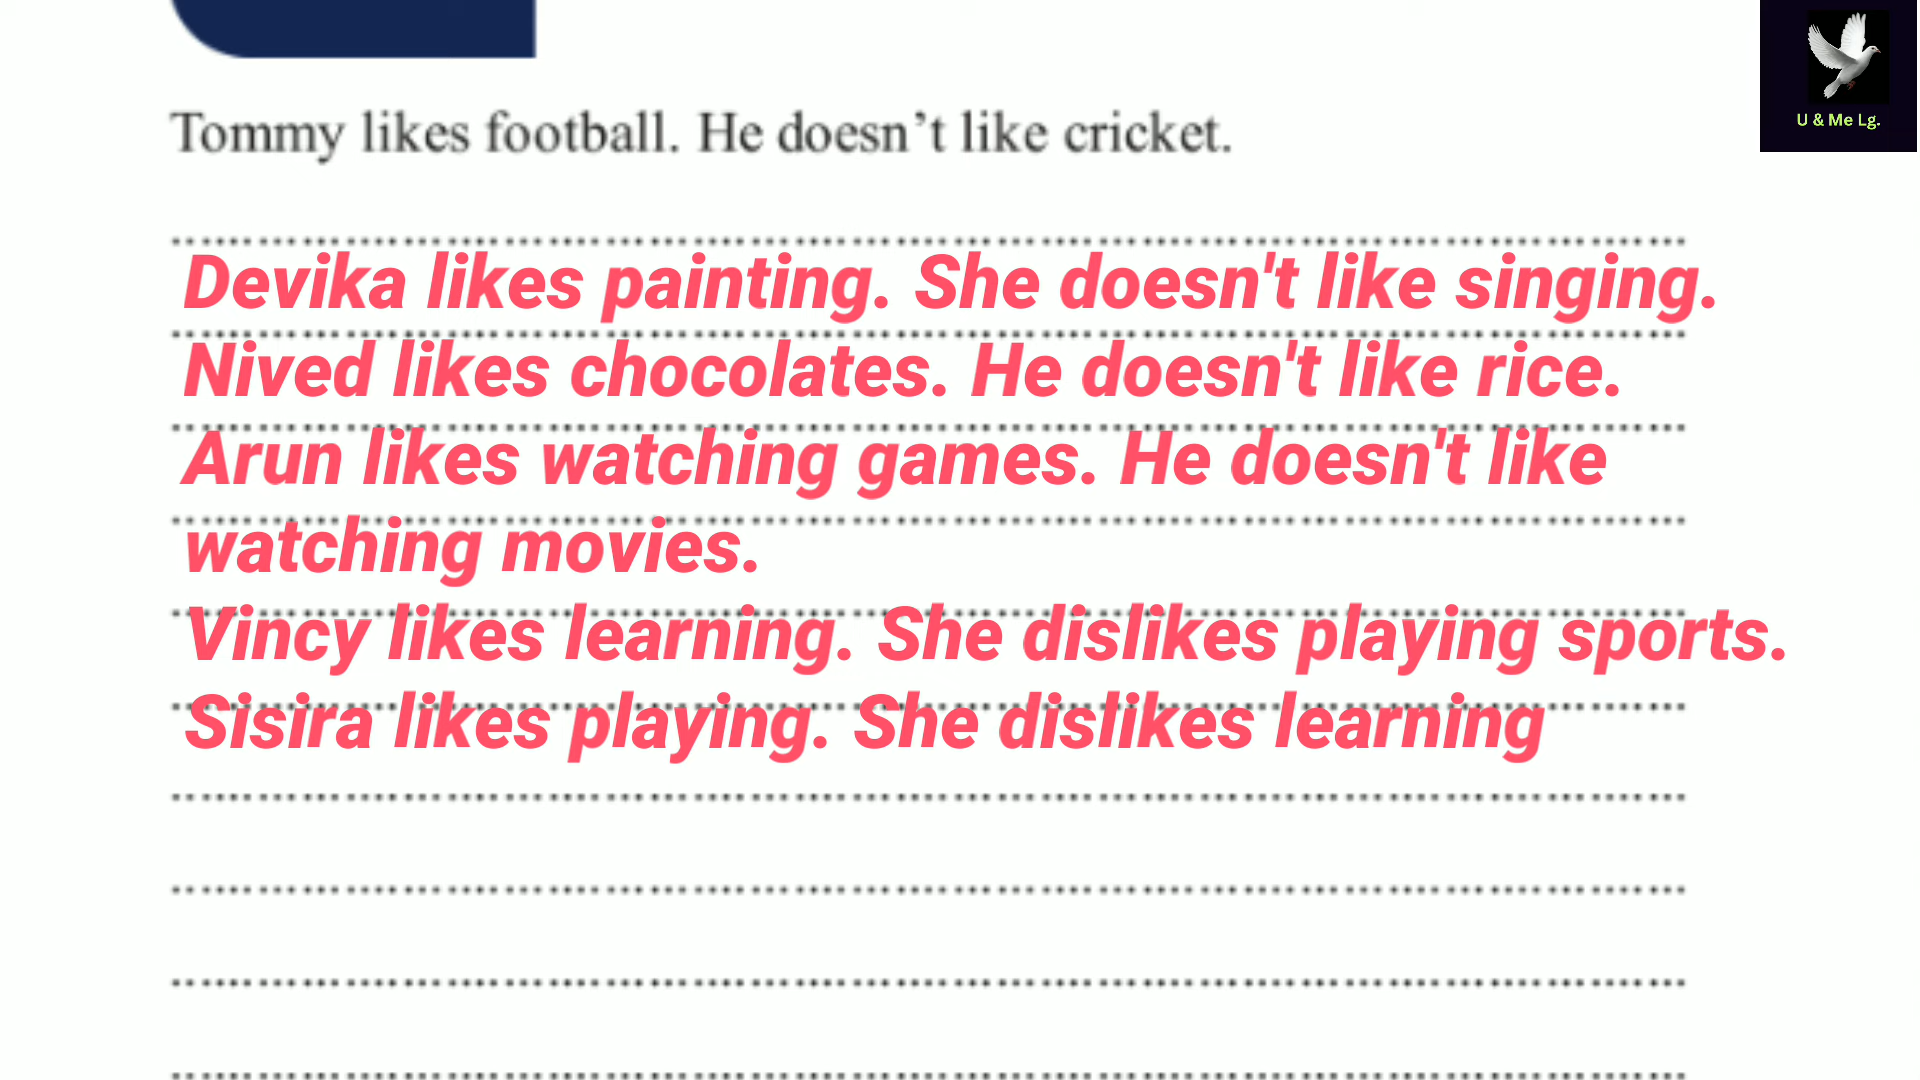 Tommy likes football. He doesn’t like cricket.
Devika likes painting. She doesn't like singing.
Nived likes chocolates. He doesn't like rice.
Arun likes watching games. He doesn't like
watching movies.
Vincy likes learning. She dislikes playing sports.
Sisira likes playing. She dislikes learning
U & Me Lg.